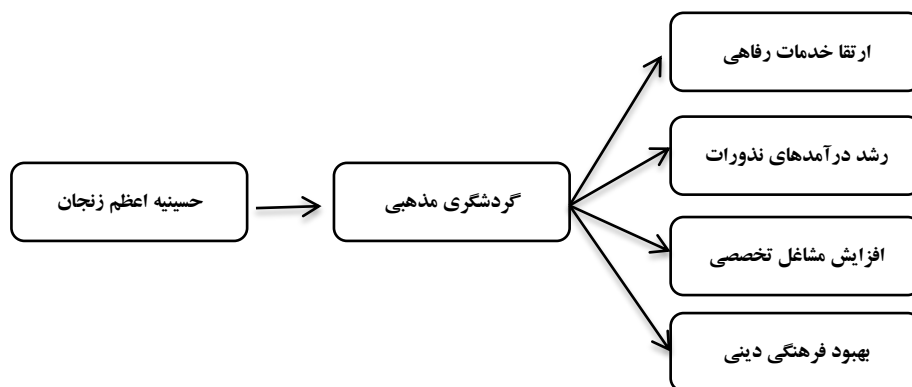 حسینیه اعظم زنجان
گردشگری مذهبی
ارتقا خدمات رفاهی
رشد درآمدهای نذورات
افزایش مشاغل تخصصی
بهبود فرهنگی دینی